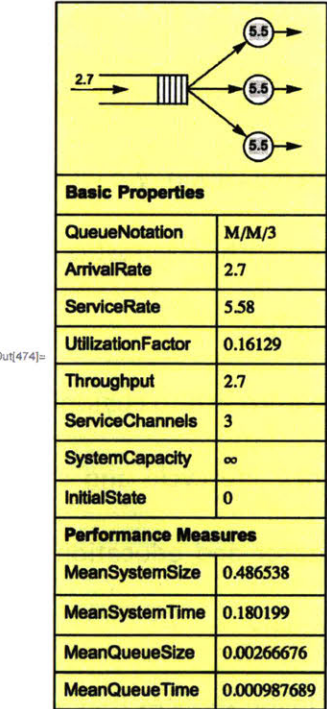 5.5
2.7
5.5
5.5
Basic Properties
QueueNotation M/M/3
ArrivalRate 2.7
ServiceRate 5.58
Out[474]=
UtilizationFactor 0.16129
Throughput 2.7
ServiceChannels 3
SystemCapacity ∞
InitialState 0
Performance Measures
MeanSystemSize 0.486538
MeanSystemTime 0.180199
MeanQueueSize 0.00266676
MeanQueueTime 0.000987689